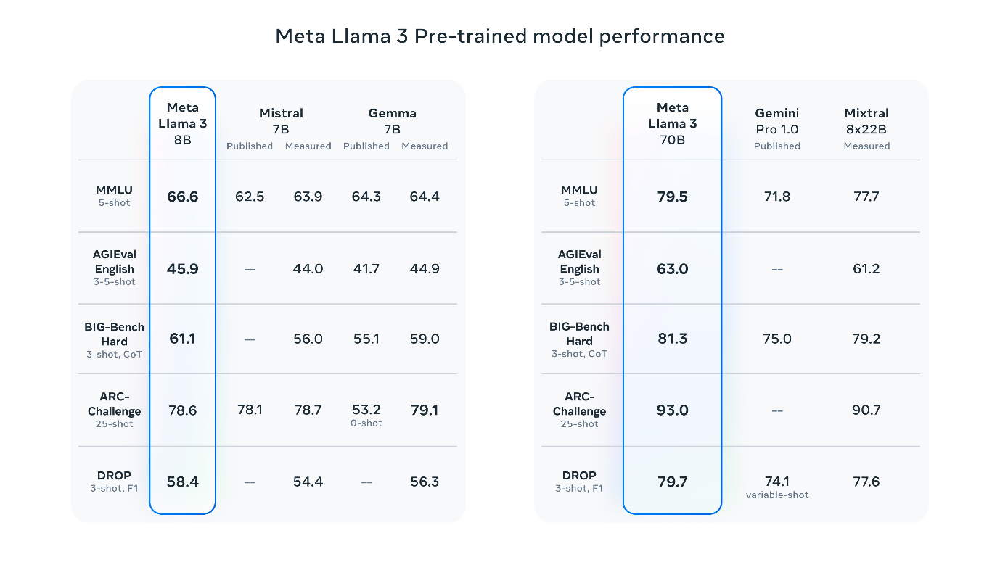 Meta Llama 3 Pre-trained model performance
Meta
Llama 3
8B
Mistral
7B
Published Measured
Gemma
7B
Published Measured
MMLU
5-shot
66.6 62.5 63.9 64.3 64.4
AGIEval
English
3-5-shot
45.9 -- 44.0 41.7 44.9
BIG-Bench
Hard
3-shot, CoT
61.1 -- 56.0 55.1 59.0
ARC-
Challenge
25-shot
78.6 78.1 78.7 53.2 79.1
0-shot
DROP
3-shot, F1
58.4 -- 54.4 -- 56.3
Meta
Llama 3
70B
Gemini
Pro 1.0
Published
Mixtral
8x22B
Measured
MMLU
5-shot
79.5 71.8 77.7
AGIEval
English
3-5-shot
63.0 -- 61.2
BIG-Bench
Hard
3-shot, CoT
81.3 75.0 79.2
ARC-
Challenge
25-shot
93.0 -- 90.7
DROP
3-shot, F1
79.7 74.1 77.6
variable-shot